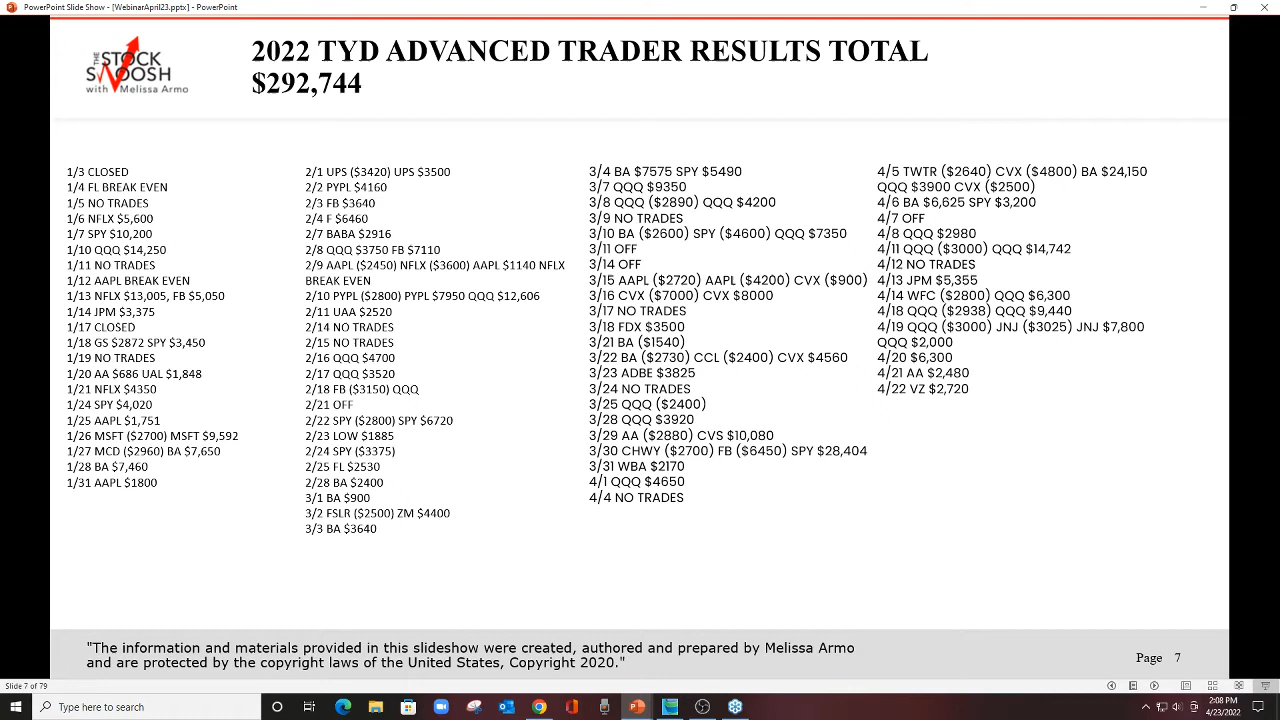 PowerPoint Slide Show - [WebinarApril23.pptx] - PowerPoint
THE STOCK SWOOSH
with Melissa Armo
2022 TYD ADVANCED TRADER RESULTS TOTAL
$292,744
1/3 CLOSED
1/4 FL BREAK EVEN
1/5 NO TRADES
1/6 NFLX $5,600
1/7 SPY $10,200
1/10 QQQ $14,250
1/11 NO TRADES
1/12 AAPL BREAK EVEN
1/13 NFLX $13,005, FB $5,050
1/14 JPM $3,375
1/17 CLOSED
1/18 GS $2872 SPY $3,450
1/19 NO TRADES
1/20 AA $686 UAL $1,848
1/21 NFLX $4350
1/24 SPY $4,020
1/25 AAPL $1,751
1/26 MSFT ($2700) MSFT $9,592
1/27 MCD ($2960) BA $7,650
1/28 BA $7,460
1/31 AAPL $1800
2/1 UPS ($3420) UPS $3500
2/2 PYPL $4160
2/3 FB $3640
2/4 F $6460
2/7 BABA $2916
2/8 QQQ $3750 FB $7110
2/9 AAPL ($2450) NFLX ($3600) AAPL $1140 NFLX
BREAK EVEN
2/10 PYPL ($2800) PYPL $7950 QQQ $12,606
2/11 UAA $2520
2/14 NO TRADES
2/15 NO TRADES
2/16 QQQ $4700
2/17 QQQ $3520
2/18 FB ($3150) QQQ
2/21 OFF
2/22 SPY ($2800) SPY $6720
2/23 LOW $1885
2/24 SPY ($3375)
2/25 FL $2530
2/28 BA $2400
3/1 BA $900
3/2 FSLR ($2500) ZM $4400
3/3 BA $3640
3/4 BA $7575 SPY $5490
3/7 QQQ $9350
3/8 QQQ ($2890) QQQ $4200
3/9 NO TRADES
3/10 BA ($2600) SPY ($4600) QQQ $7350
3/11 OFF
3/14 OFF
3/15 AAPL ($2720) AAPL ($4200) CVX ($900)
3/16 CVX ($7000) CVX $8000
3/17 NO TRADES
3/18 FDX $3500
3/21 BA ($1540)
3/22 BA ($2730) CCL ($2400) CVX $4560
3/23 ADBE $3825
3/24 NO TRADES
3/25 QQQ ($2400)
3/28 QQQ $3920
3/29 AA ($2880) CVS $10,080
3/30 CHWY ($2700) FB ($6450) SPY $28,404
3/31 WBA $2170
4/1 QQQ $4650
4/4 NO TRADES
4/5 TWTR ($2640) CVX ($4800) BA $24,150
QQQ $3900 CVX ($2500)
4/6 BA $6,625 SPY $3,200
4/7 OFF
4/8 QQQ $2980
4/11 QQQ ($3000) QQQ $14,742
4/12 NO TRADES
4/13 JPM $5,355
4/14 WFC ($2800) QQQ $6,300
4/18 QQQ ($2938) QQQ $9,440
4/19 QQQ ($3000) JNJ ($3025) JNJ $7,800
QQQ $2,000
4/20 $6,300
4/21 AA $2,480
4/22 VZ $2,720
"The information and materials provided in this slideshow were created, authored and prepared by Melissa Armo
and are protected by the copyright laws of the United States, Copyright 2020."
Page 7
Slide 7 of 79
Type here to search
2:08 PM
4/23/2022